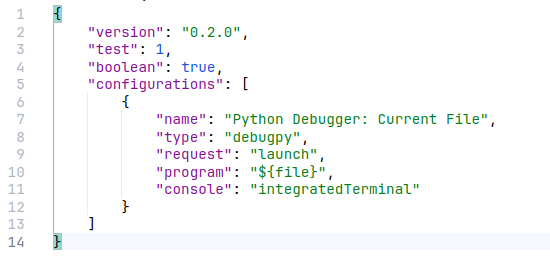 1 {
2     "version": "0.2.0",
3     "test": 1,
4     "boolean": true,
5     "configurations": [
6         {
7             "name": "Python Debugger: Current File",
8             "type": "debugpy",
9             "request": "launch",
10             "program": "${file}",
11             "console": "integratedTerminal"
12         }
13     ]
14 }